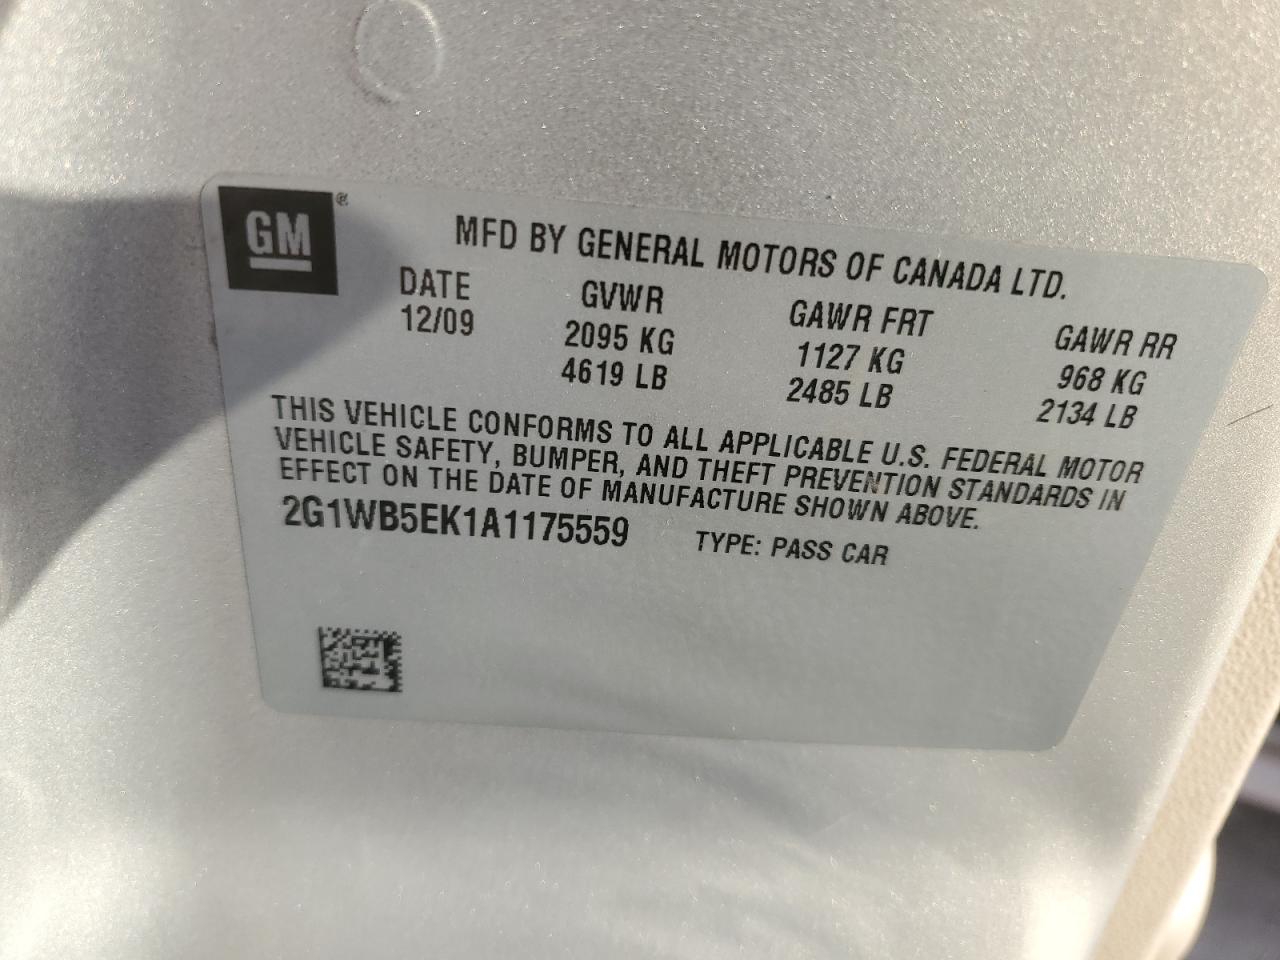 GM®
MFD BY GENERAL MOTORS OF CANADA LTD.
DATE GVWR GAWR FRT GAWR RR
12/09 2095 KG 1127 KG 968 KG
4619 LB 2485 LB 2134 LB
THIS VEHICLE CONFORMS TO ALL APPLICABLE U.S. FEDERAL MOTOR
VEHICLE SAFETY, BUMPER, AND THEFT PREVENTION STANDARDS IN
EFFECT ON THE DATE OF MANUFACTURE SHOWN ABOVE.
2G1WB5EK1A1175559 TYPE: PASS CAR